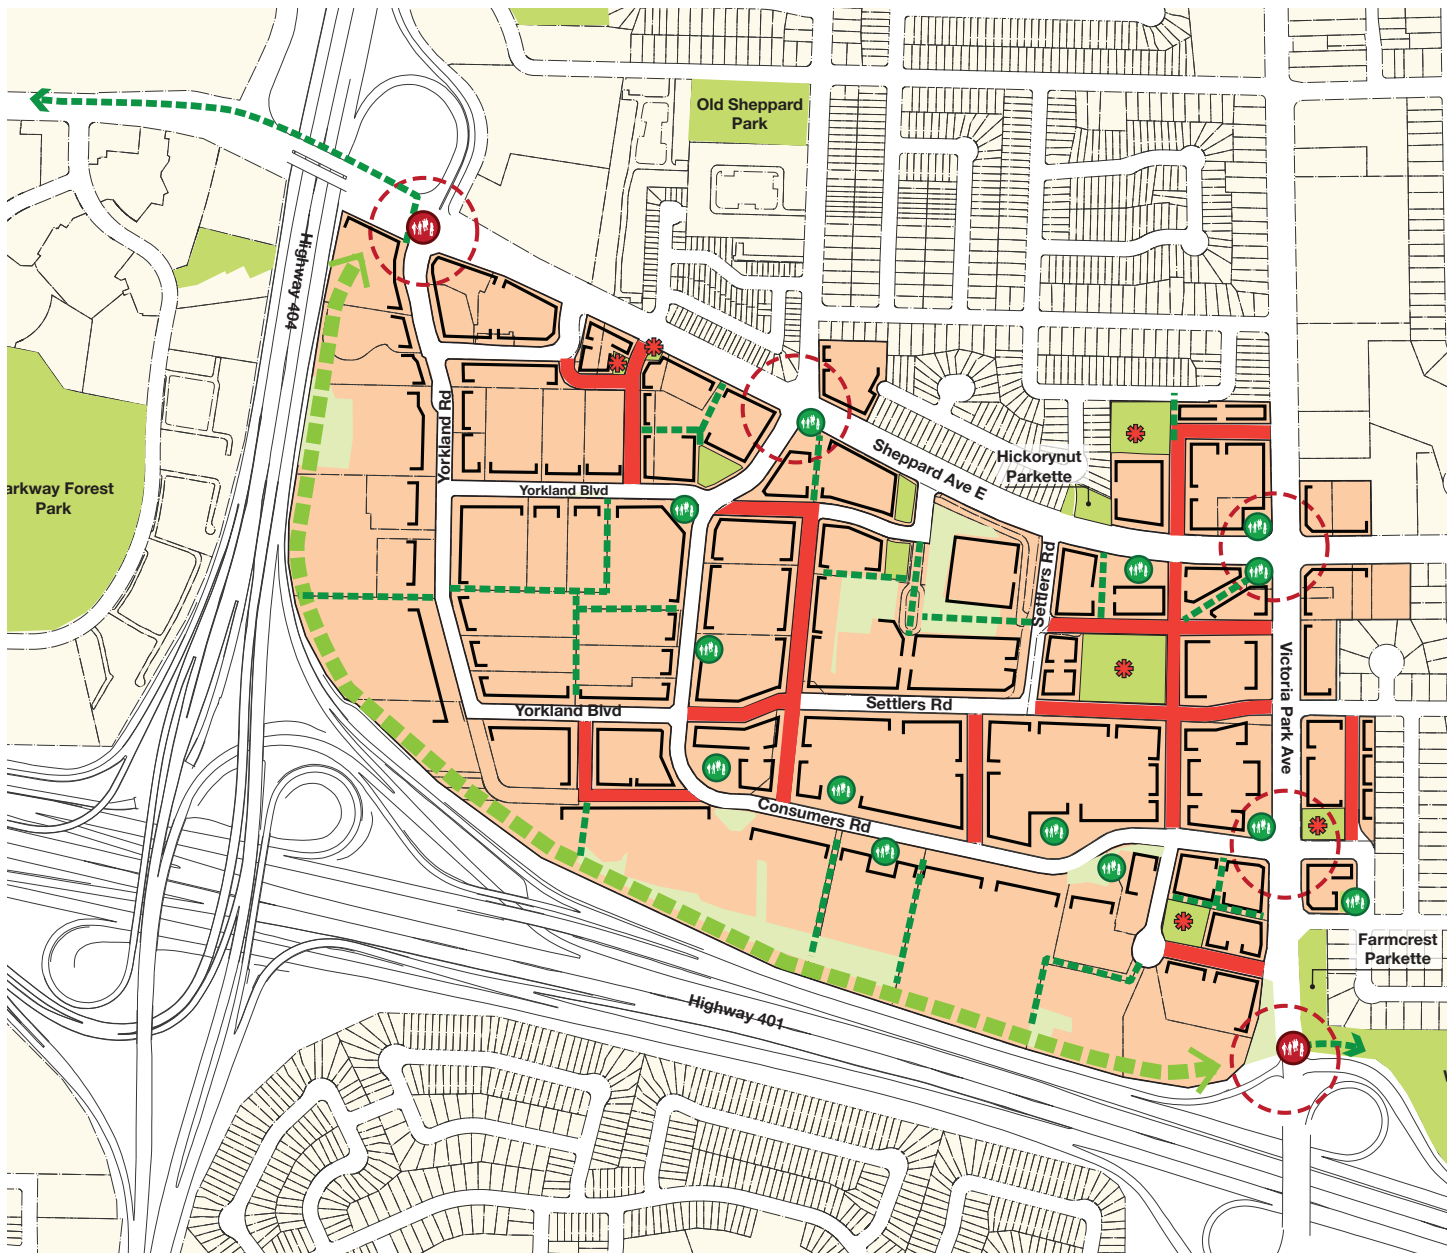 Old Sheppard
Park
Highway 404
Yorkland Rd
Sheppard Ave E
Hickorynut
Parkette
arkway Forest
Park
Yorkland Blvd
Settlers Rd
Victoria Park Ave
Yorkland Blvd
Settlers Rd
Consumers Rd
Farmcrest
Parkette
Highway 401